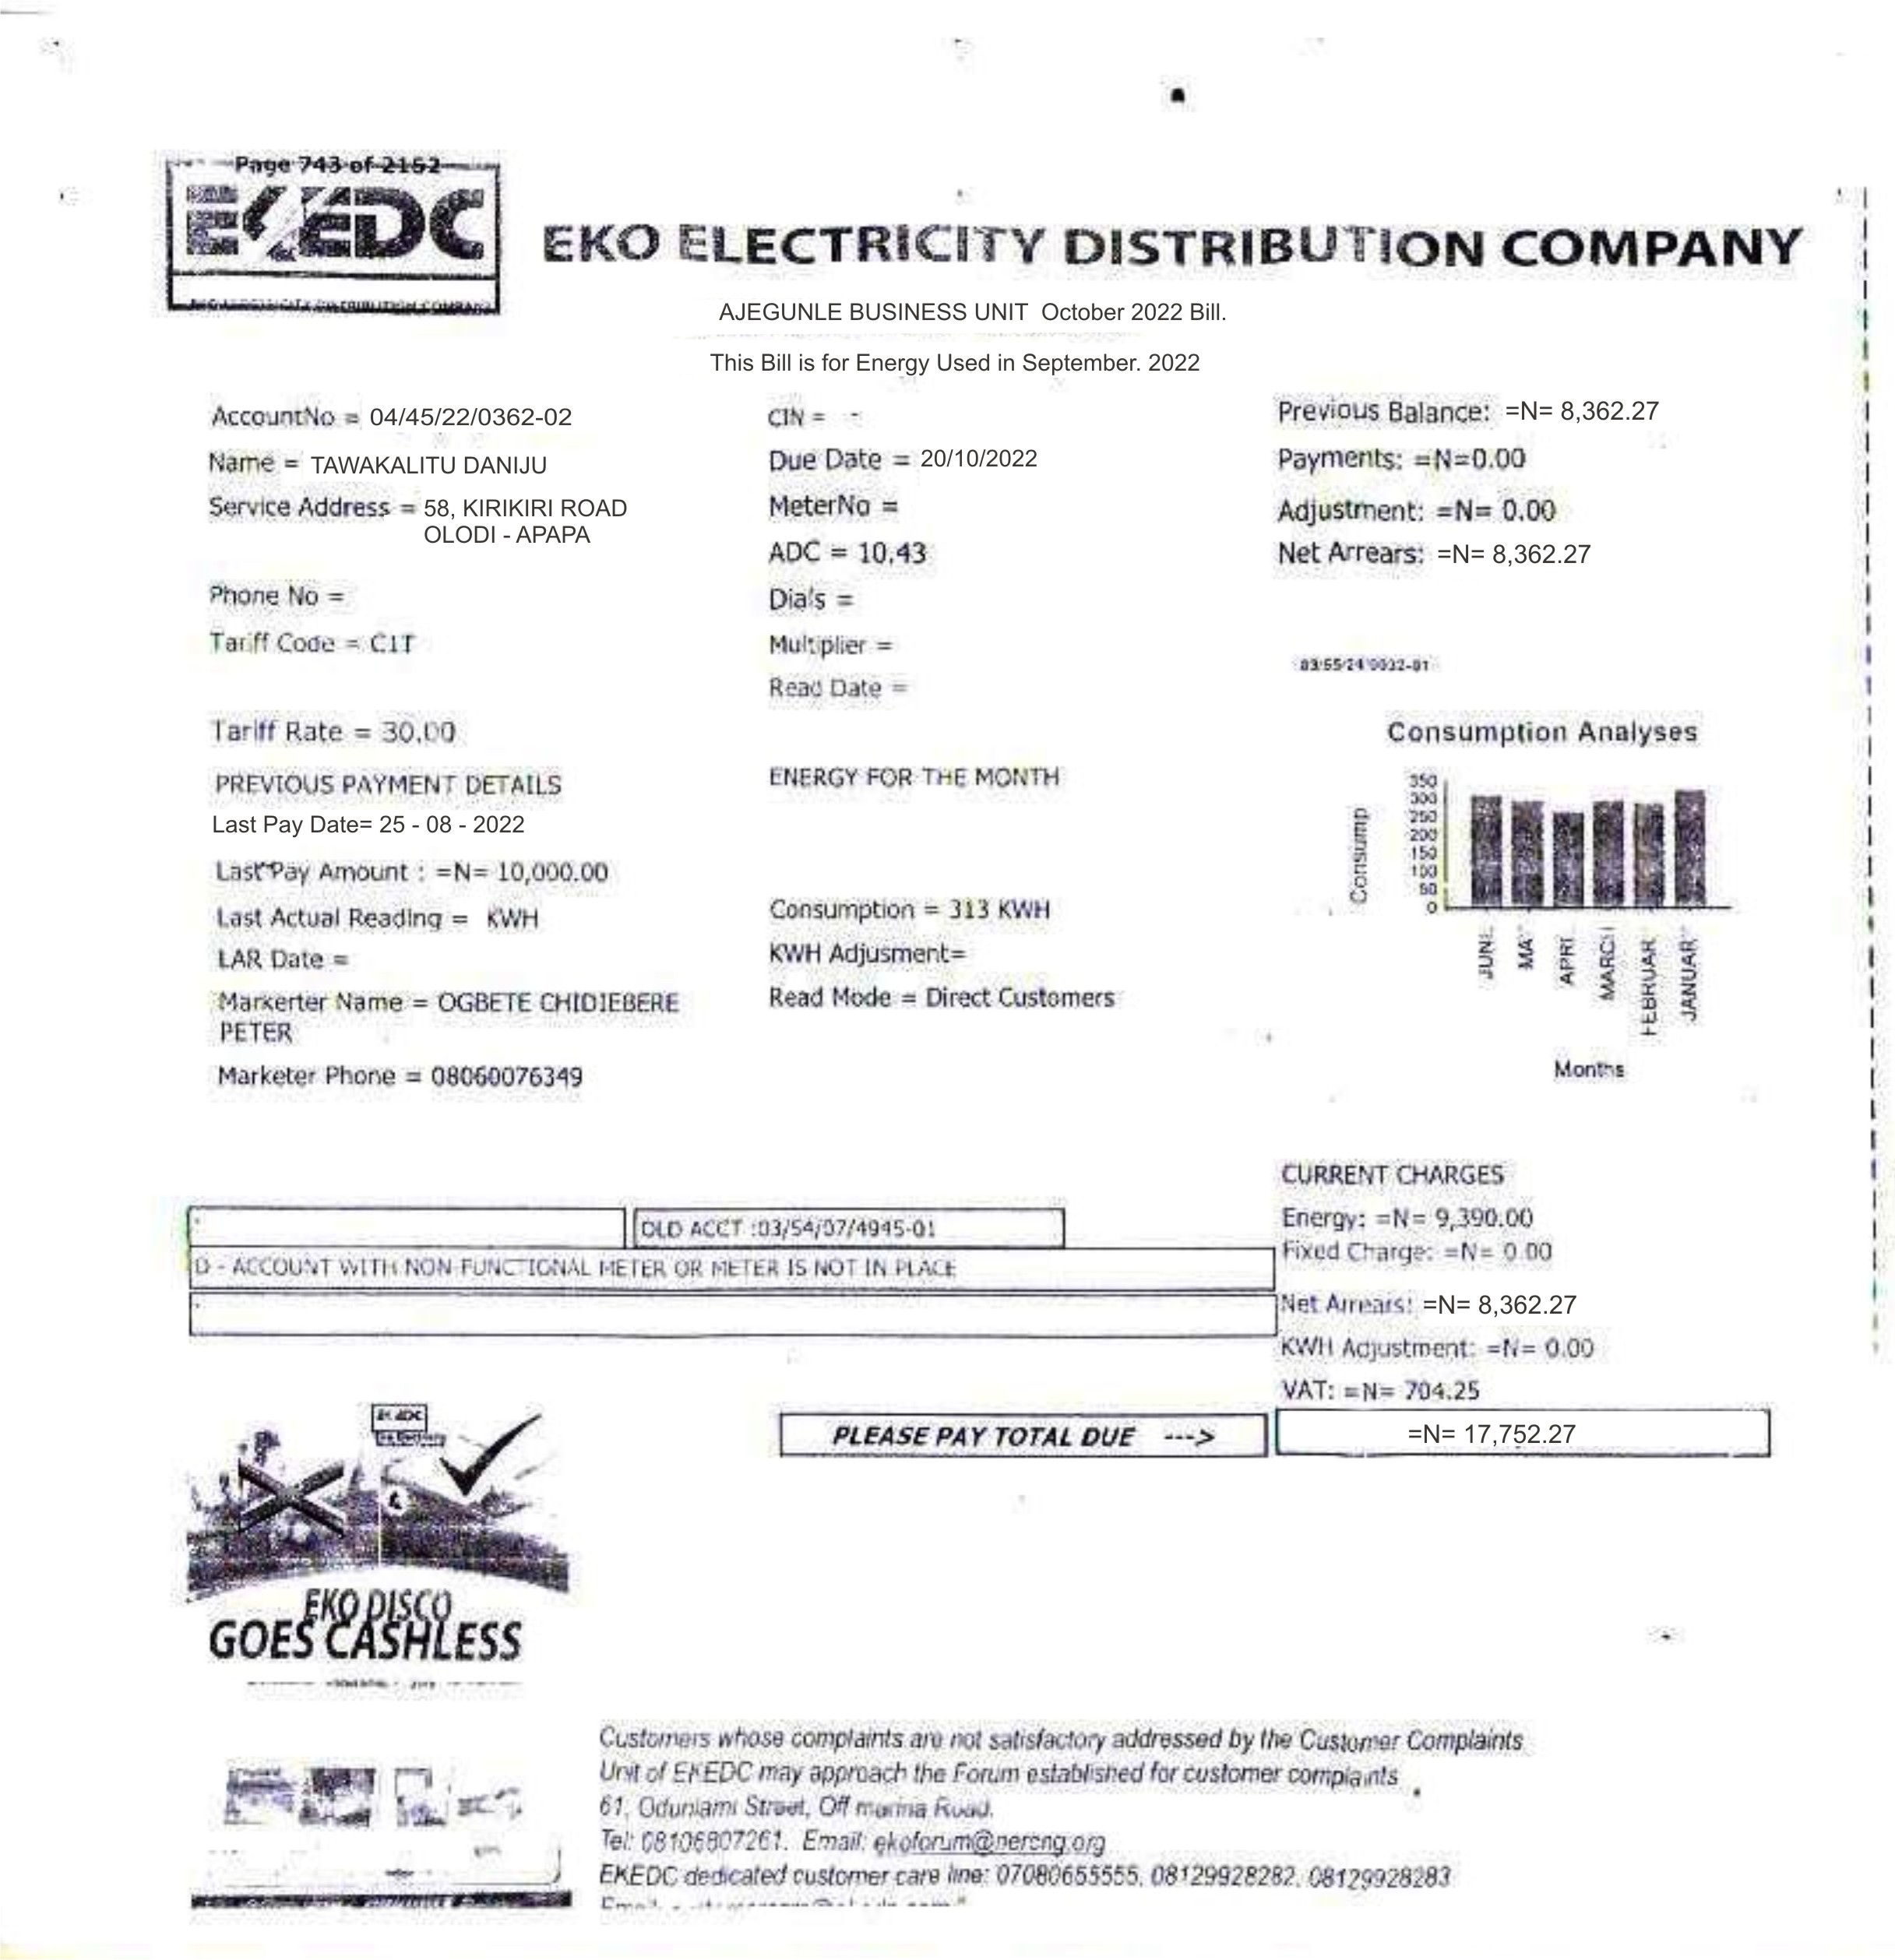 Page 743 of 2152
EKEDC
EKO ELECTRICITY DISTRIBUTION COMPANY
AJEGUNLE BUSINESS UNIT October 2022 Bill.
This Bill is for Energy Used in September. 2022
AccountNo = 04/45/22/0362-02
Name = TAWAKALITU DANIJU
Service Address = 58, KIRIKIRI ROAD
OLODI - APAPA
Phone No =
Tariff Code = C1T
Tariff Rate = 30.00
PREVIOUS PAYMENT DETAILS
Last Pay Date= 25 - 08 - 2022
Last Pay Amount : =N= 10,000.00
Last Actual Reading = KWH
LAR Date =
Markerter Name = OGBETE CHIDIEBERE
PETER
Marketer Phone = 08060076349
CIN = -
Due Date = 20/10/2022
MeterNo =
ADC = 10.43
Dials =
Multiplier =
Read Date =
ENERGY FOR THE MONTH
Consumption = 313 KWH
KWH Adjusment=
Read Mode = Direct Customers
Previous Balance: =N= 8,362.27
Payments: =N=0.00
Adjustment: =N= 0.00
Net Arrears: =N= 8,362.27
Consumption Analyses
Consump
350
300
250
200
150
100
50
0
JUNE
MA
APRI
MARCH
FEBRUAR
JANUAR
Months
OLD ACCT :03/54/07/4945-01
D - ACCOUNT WITH NON FUNCTIONAL METER OR METER IS NOT IN PLACE
CURRENT CHARGES
Energy: =N= 9,390.00
Fixed Charge: =N= 0.00
Net Arrears: =N= 8,362.27
KWH Adjustment: =N= 0.00
VAT: =N= 704.25
PLEASE PAY TOTAL DUE --->
=N= 17,752.27
EKO DISCO
GOES CASHLESS
Customers whose complaints are not satisfactory addressed by the Customer Complaints
Unit of EKEDC may approach the Forum established for customer complaints
61, Odunlami Street, Off marina Road.
Tel: 08106807261. Email: ekoforum@nercng.org
EKEDC dedicated customer care line: 07080655555, 08129928282, 08129928283